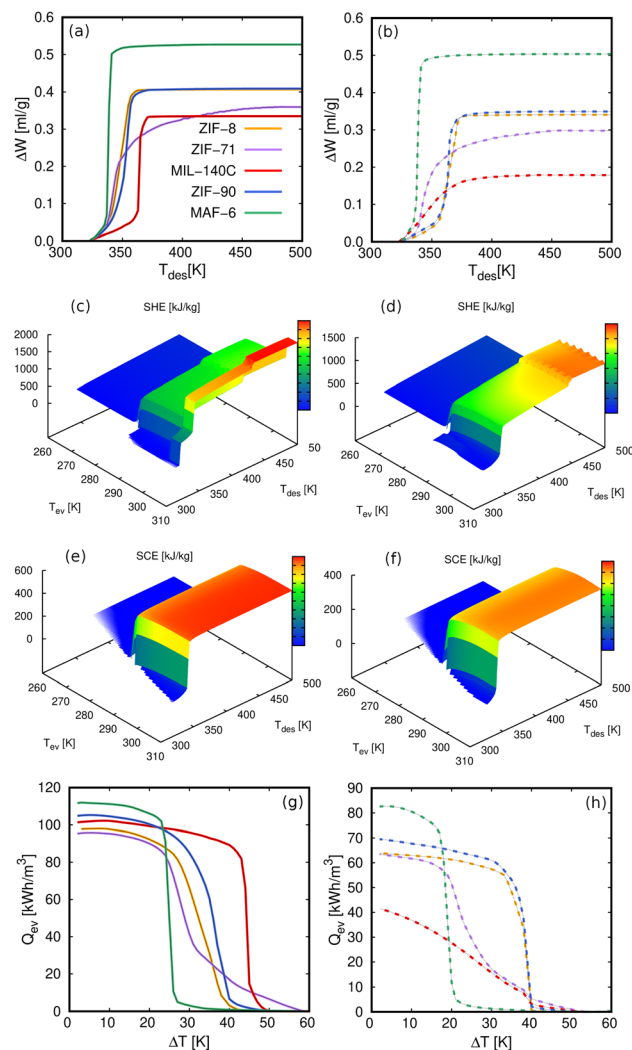 (a)
0.6
0.5
0.4
0.3
0.2
0.1
0.0
ΔW [ml/g]
300 350 400 450 500
T_des[K]
ZIF-8
ZIF-71
MIL-140C
ZIF-90
MAF-6
(b)
0.6
0.5
0.4
0.3
0.2
0.1
0.0
ΔW [ml/g]
300 350 400 450 500
T_des[K]
(c)
SHE [kJ/kg]
2000
1500
1000
500
0
260 270 280 290 300 310
T_ev [K]
300 350 400 450 50
T_des [K]
(d)
SHE [kJ/kg]
1500
1000
500
0
260 270 280 290 300 310
T_ev [K]
300 350 400 450 500
T_des [K]
(e)
SCE [kJ/kg]
600
400
200
0
260 270 280 290 300 310
T_ev [K]
300 350 400 450 500
T_des [K]
(f)
SCE [kJ/kg]
400
200
0
260 270 280 290 300 310
T_ev [K]
300 350 400 450 500
T_des [K]
(g)
120
100
80
60
40
20
0
Q_ev [kWh/m³]
0 10 20 30 40 50 60
ΔT [K]
(h)
90
80
70
60
50
40
30
20
10
0
Q_ev [kWh/m³]
0 10 20 30 40 50 60
ΔT [K]